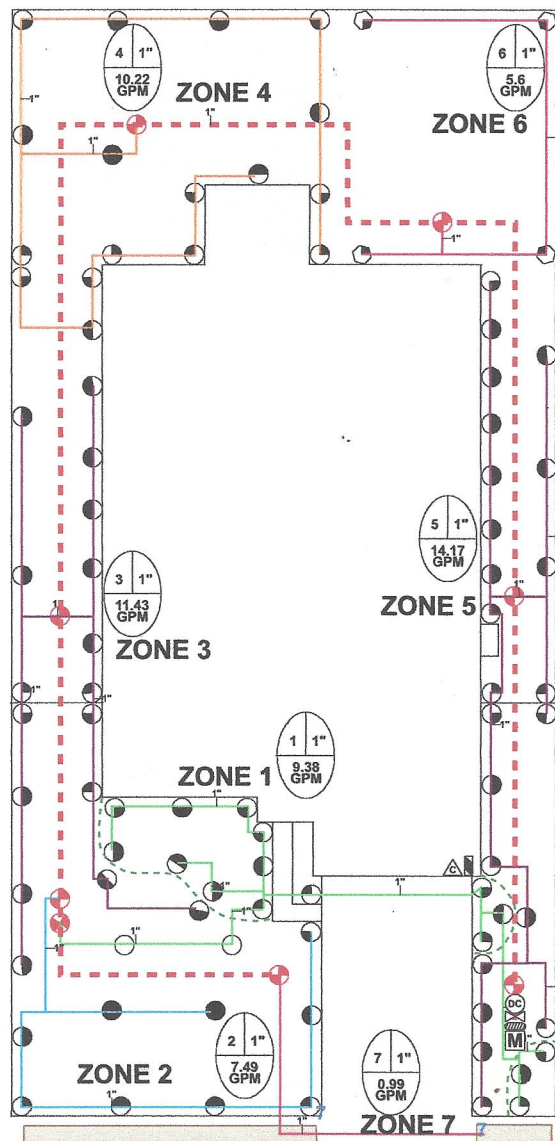 4 1"
10.22
GPM
ZONE 4
6 1"
5.6
GPM
ZONE 6
1"
1"
1"
1"
5 1"
14.17
GPM
ZONE 5
3 1"
11.43
GPM
ZONE 3
1"
1"
1"
1"
1"
1 1"
9.38
GPM
ZONE 1
1"
C
1"
1"
1"
1"
DC
M
1"
2 1"
7.49
GPM
ZONE 2
1"
7 1"
0.99
GPM
ZONE 7
1"
?